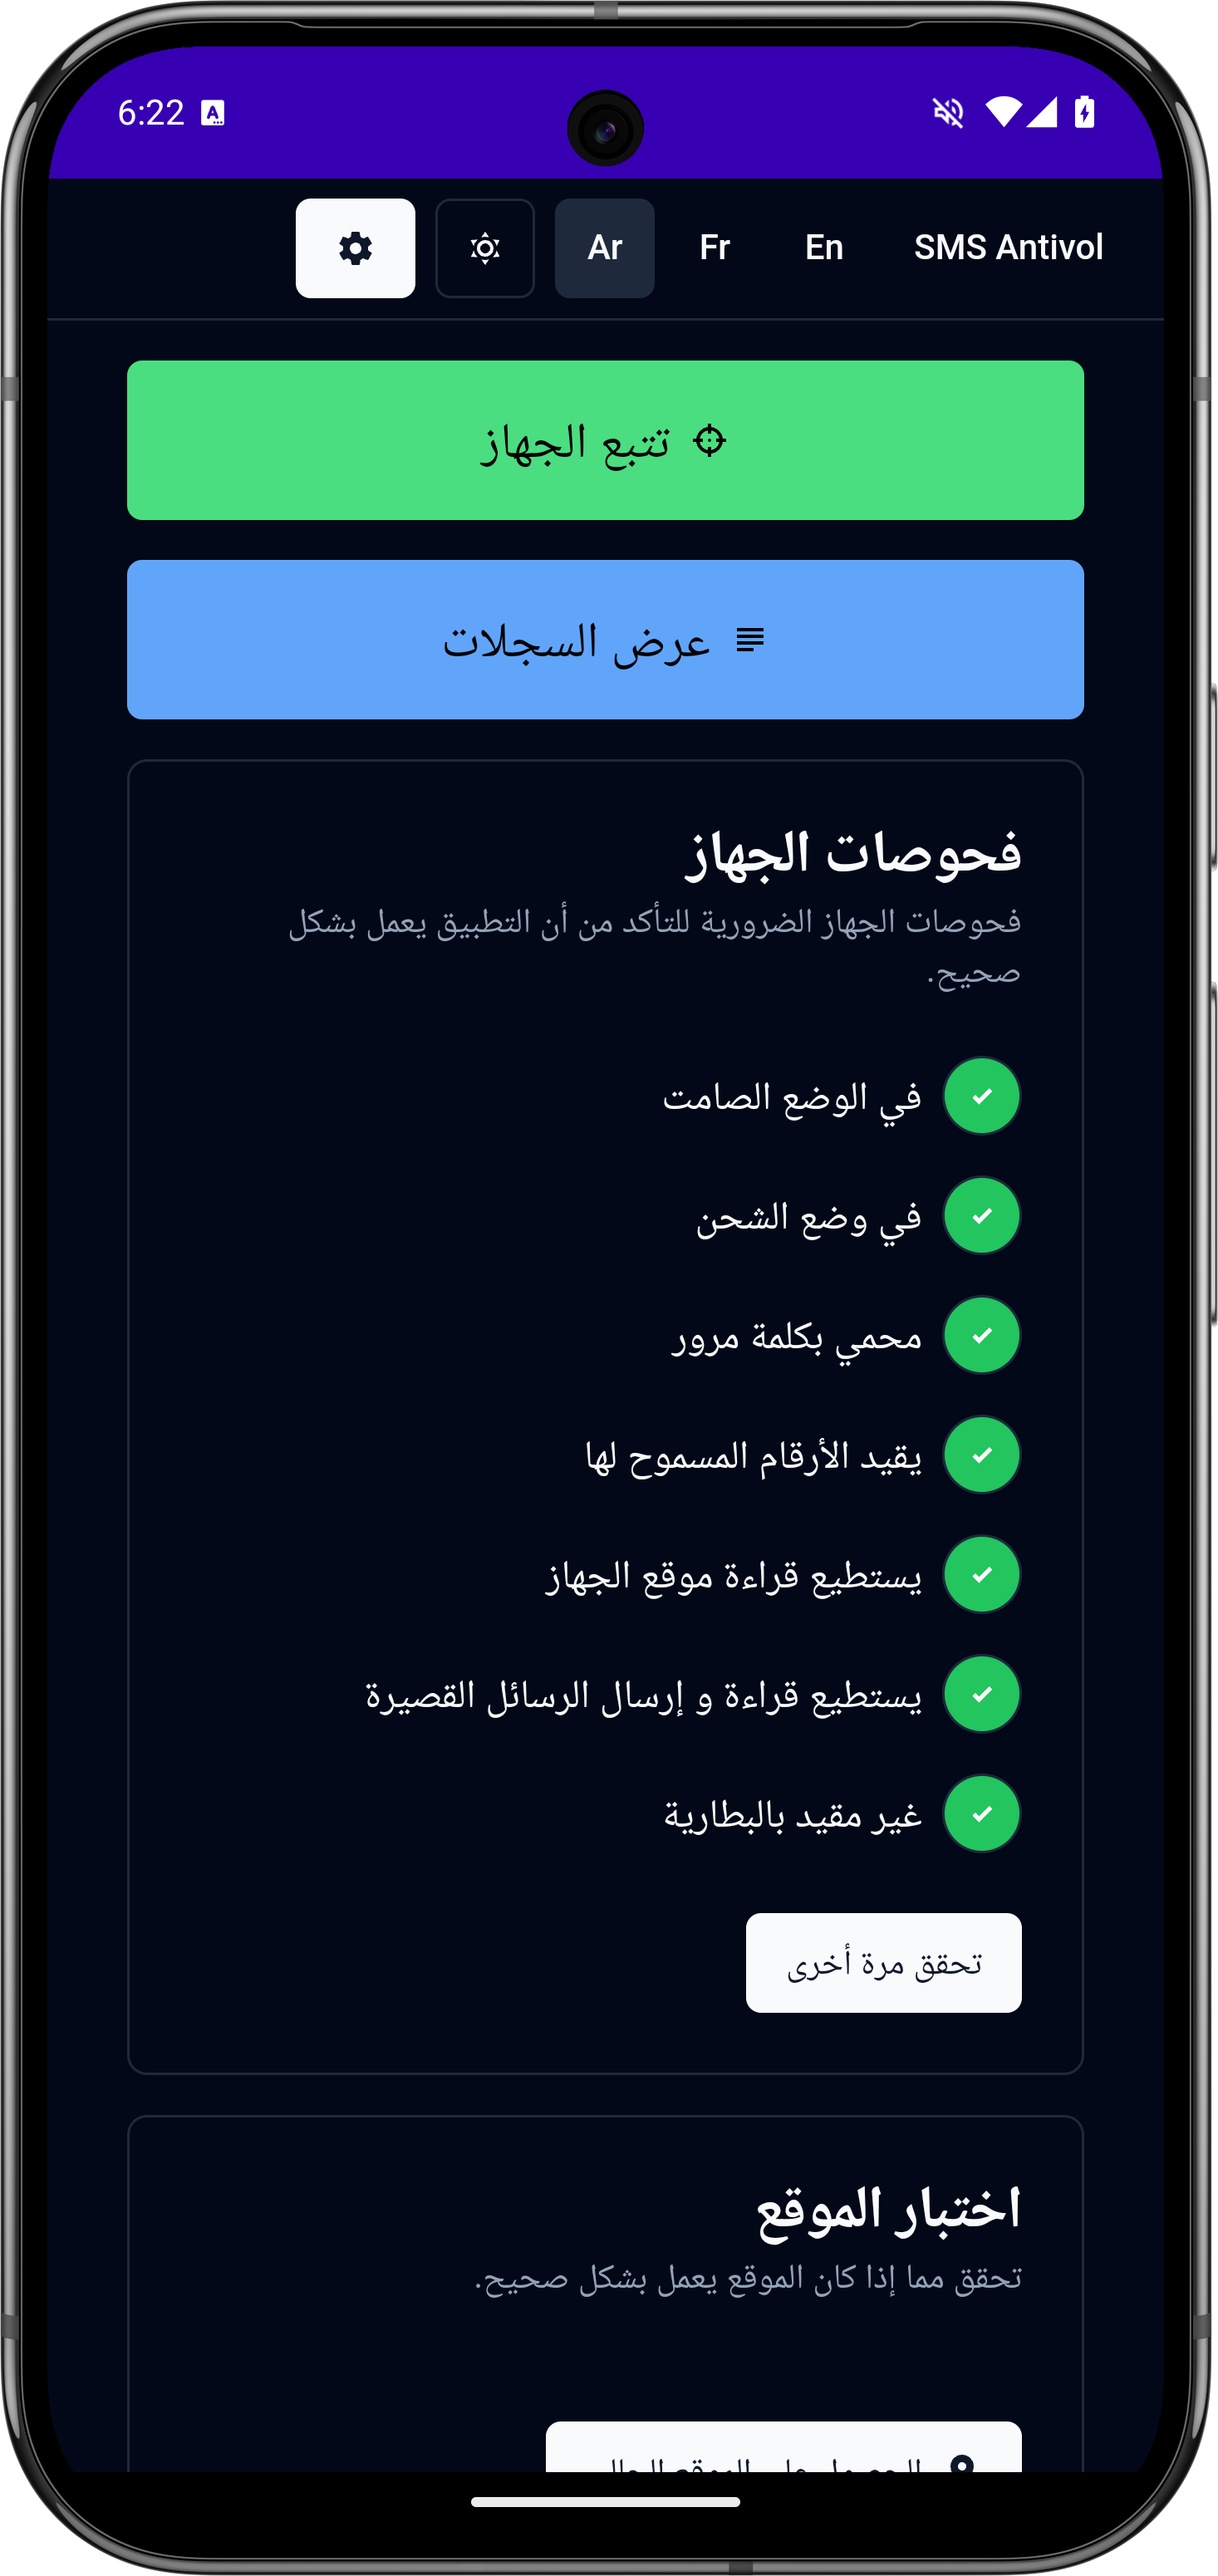 6:22
SMS Antivol En Fr Ar
تتبع الجهاز
عرض السجلات
فحوصات الجهاز
فحوصات الجهاز الضرورية للتأكد من أن التطبيق يعمل بشكل
صحيح.
في الوضع الصامت
في وضع الشحن
محمي بكلمة مرور
يقيد الأرقام المسموح لها
يستطيع قراءة موقع الجهاز
يستطيع قراءة و إرسال الرسائل القصيرة
غير مقيد بالبطارية
تحقق مرة أخرى
اختبار الموقع
تحقق مما إذا كان الموقع يعمل بشكل صحيح.